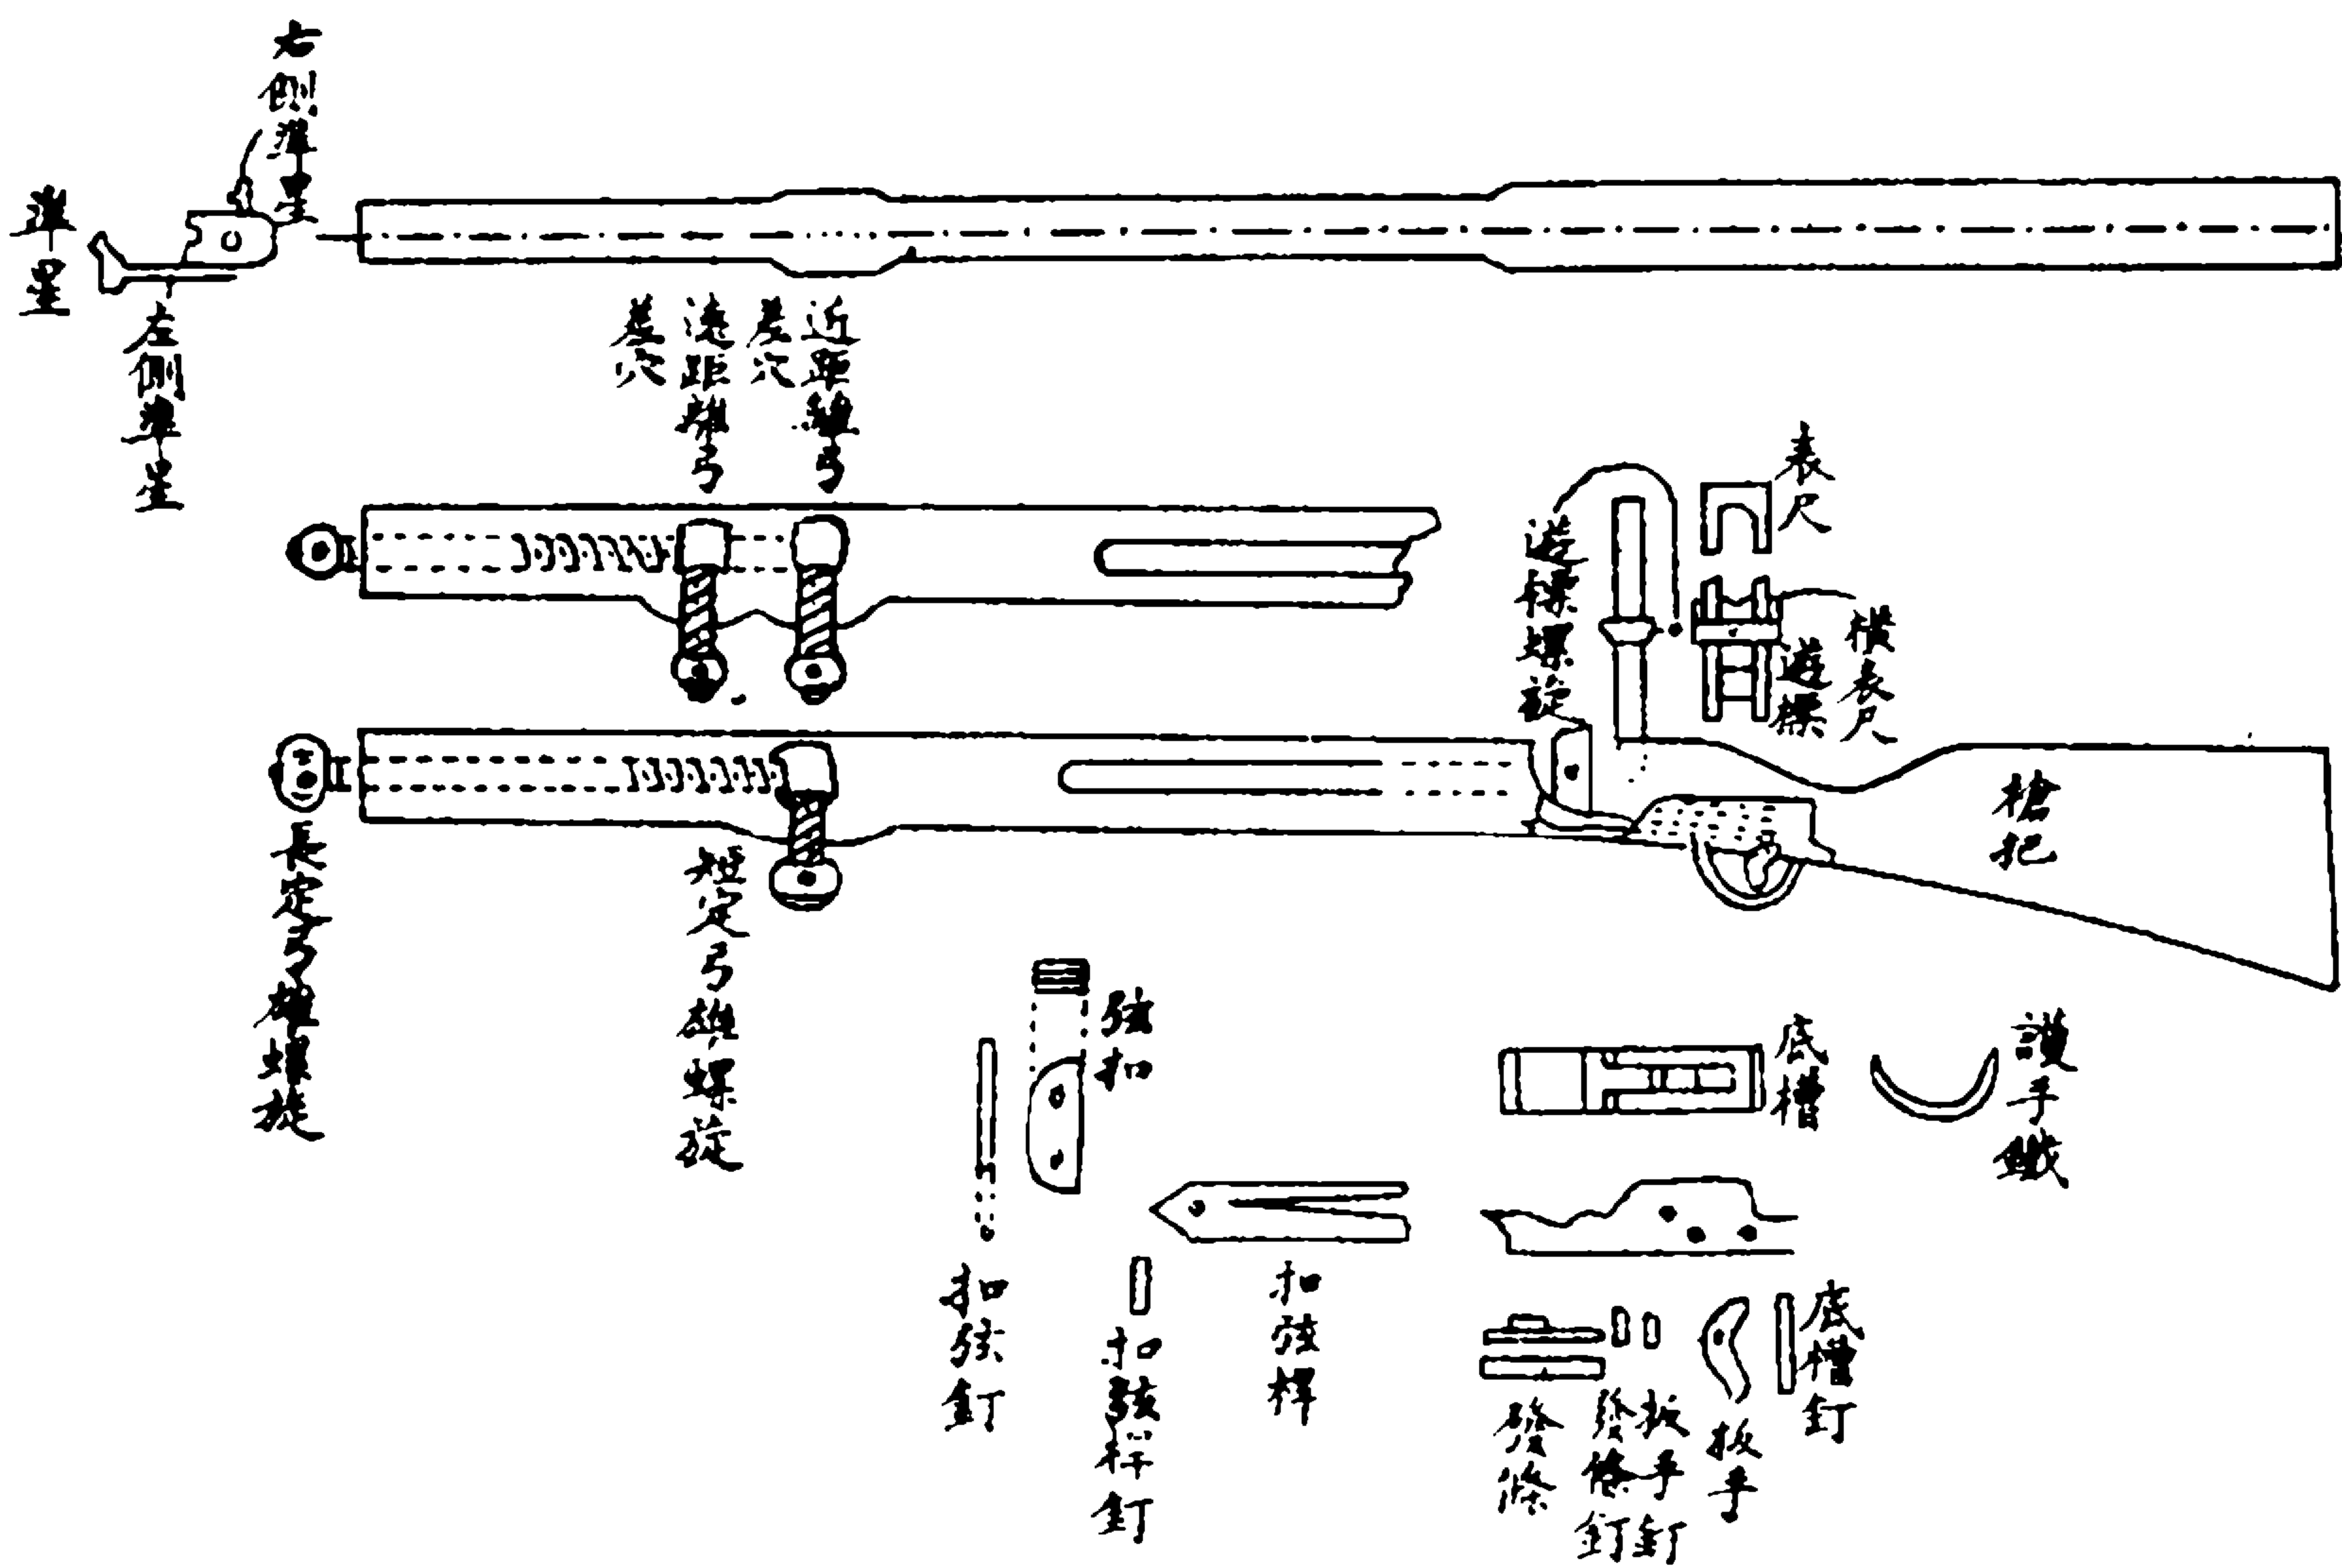 右側準星
準星
左側準星
近距離弓
差穴
遠距離弓
差穴
表尺
遊標螺旋
橫表尺
遊標
槍把
長定弓雄螺旋
短定弓雄螺旋
弦扣
底槽
護手鐵
扣弦釘
扣弦桿釘
扣弦桿
底槽釘
扳手
扳手釘
發條釘
發條